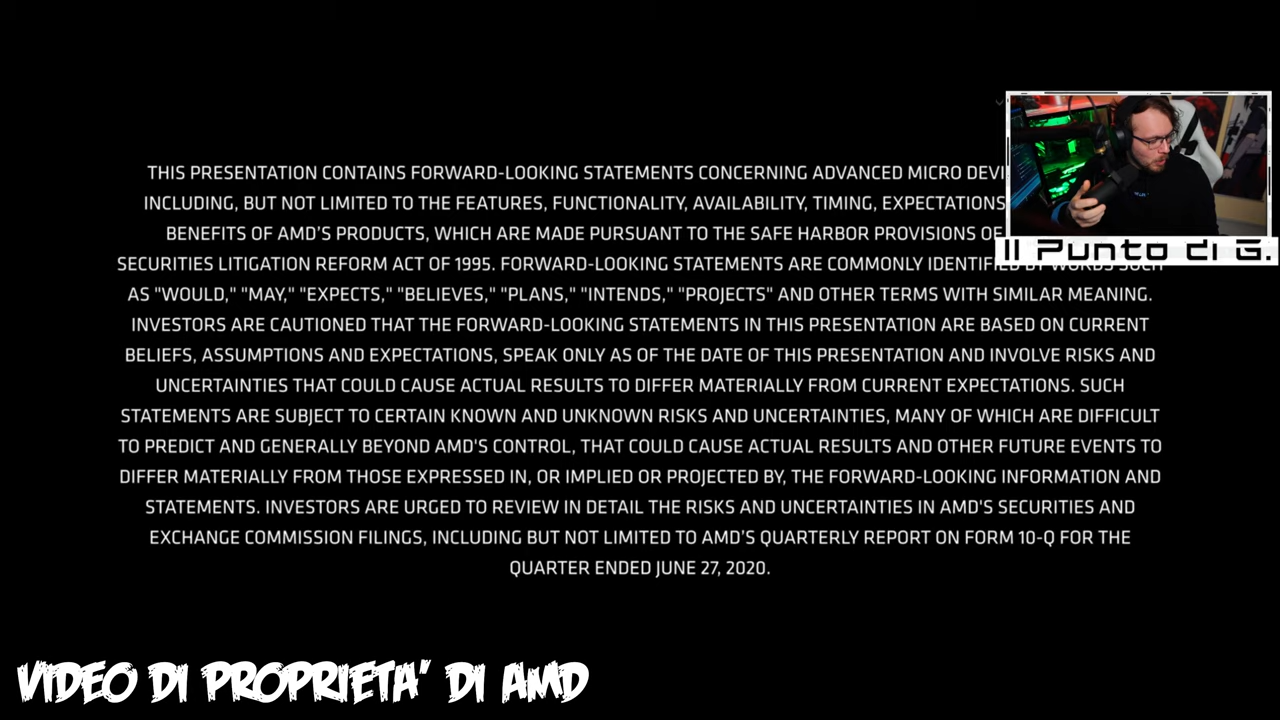 THIS PRESENTATION CONTAINS FORWARD-LOOKING STATEMENTS CONCERNING ADVANCED MICRO
INCLUDING, BUT NOT LIMITED TO THE FEATURES, FUNCTIONALITY, AVAILABILITY, TIMING, EXPECTATIONS
BENEFITS OF AMD'S PRODUCTS, WHICH ARE MADE PURSUANT TO THE SAFE HARBOR PROVISIONS OF
SECURITIES LITIGATION REFORM ACT OF 1995. FORWARD-LOOKING STATEMENTS ARE COMMONLY IDENTIFIED BY WORDS SUCH
AS "WOULD," "MAY," "EXPECTS," "BELIEVES," "PLANS," "INTENDS," "PROJECTS" AND OTHER TERMS WITH SIMILAR MEANING.
INVESTORS ARE CAUTIONED THAT THE FORWARD-LOOKING STATEMENTS IN THIS PRESENTATION ARE BASED ON CURRENT
BELIEFS, ASSUMPTIONS AND EXPECTATIONS, SPEAK ONLY AS OF THE DATE OF THIS PRESENTATION AND INVOLVE RISKS AND
UNCERTAINTIES THAT COULD CAUSE ACTUAL RESULTS TO DIFFER MATERIALLY FROM CURRENT EXPECTATIONS. SUCH
STATEMENTS ARE SUBJECT TO CERTAIN KNOWN AND UNKNOWN RISKS AND UNCERTAINTIES, MANY OF WHICH ARE DIFFICULT
TO PREDICT AND GENERALLY BEYOND AMD'S CONTROL, THAT COULD CAUSE ACTUAL RESULTS AND OTHER FUTURE EVENTS TO
DIFFER MATERIALLY FROM THOSE EXPRESSED IN, OR IMPLIED OR PROJECTED BY, THE FORWARD-LOOKING INFORMATION AND
STATEMENTS. INVESTORS ARE URGED TO REVIEW IN DETAIL THE RISKS AND UNCERTAINTIES IN AMD'S SECURITIES AND
EXCHANGE COMMISSION FILINGS, INCLUDING BUT NOT LIMITED TO AMD'S QUARTERLY REPORT ON FORM 10-Q FOR THE
QUARTER ENDED JUNE 27, 2020.
Il Punto di G.
VIDEO DI PROPRIETA' DI AMD